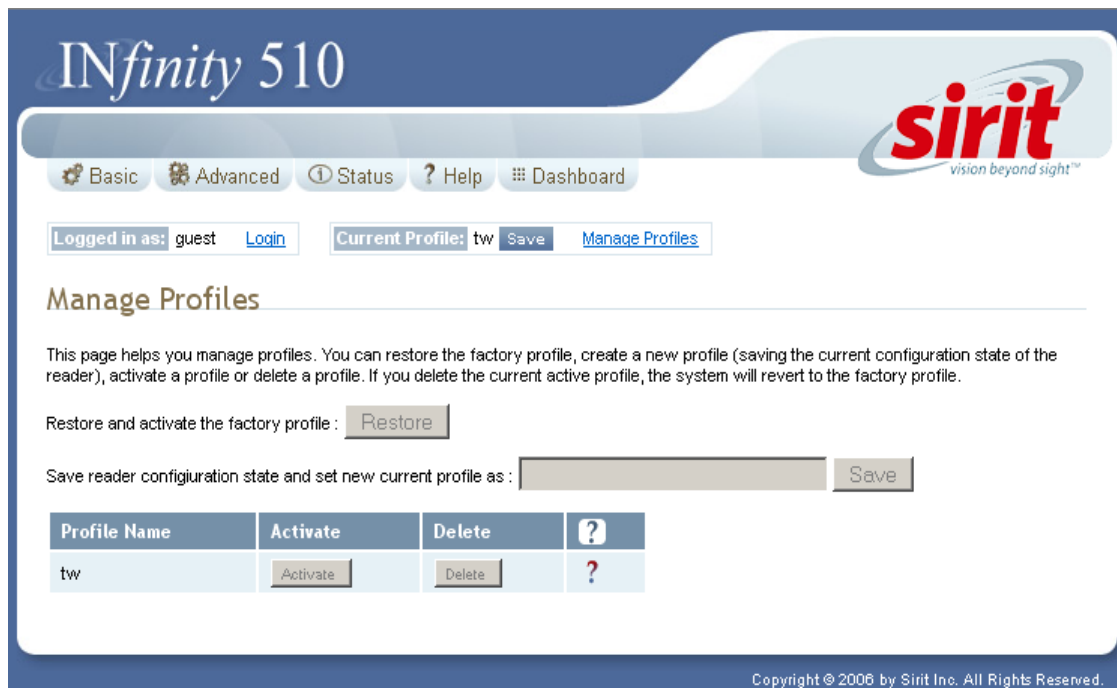 INfinity 510
sirit
vision beyond sight™
Basic Advanced Status ? Help Dashboard
Logged in as: guest Login Current Profile: tw Save Manage Profiles
Manage Profiles
This page helps you manage profiles. You can restore the factory profile, create a new profile (saving the current configuration state of the
reader), activate a profile or delete a profile. If you delete the current active profile, the system will revert to the factory profile.
Restore and activate the factory profile : Restore
Save reader configiuration state and set new current profile as : Save
Profile Name Activate Delete ?
tw Activate Delete ?
Copyright © 2006 by Sirit Inc. All Rights Reserved.